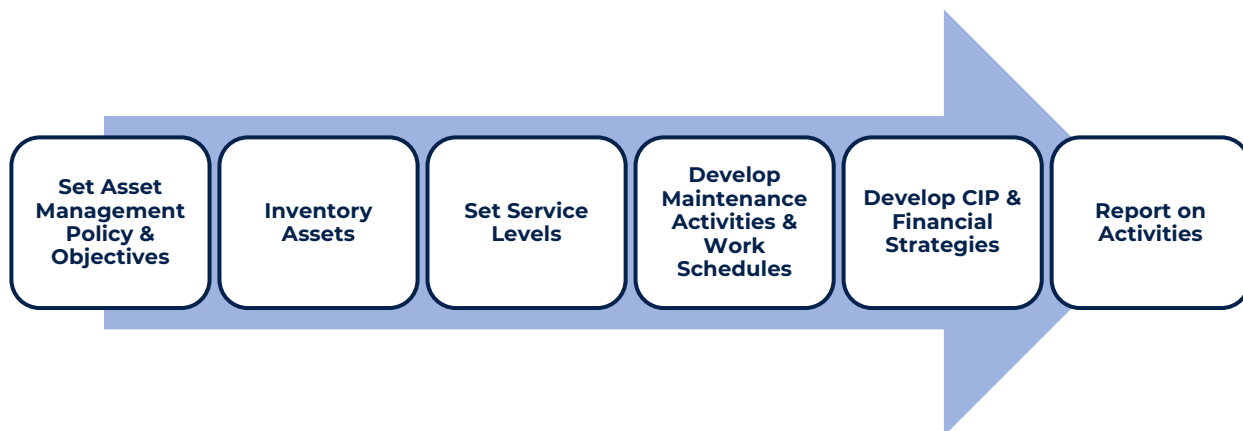 Set Asset
Management
Policy &
Objectives
Inventory
Assets
Set Service
Levels
Develop
Maintenance
Activities &
Work
Schedules
Develop CIP &
Financial
Strategies
Report on
Activities